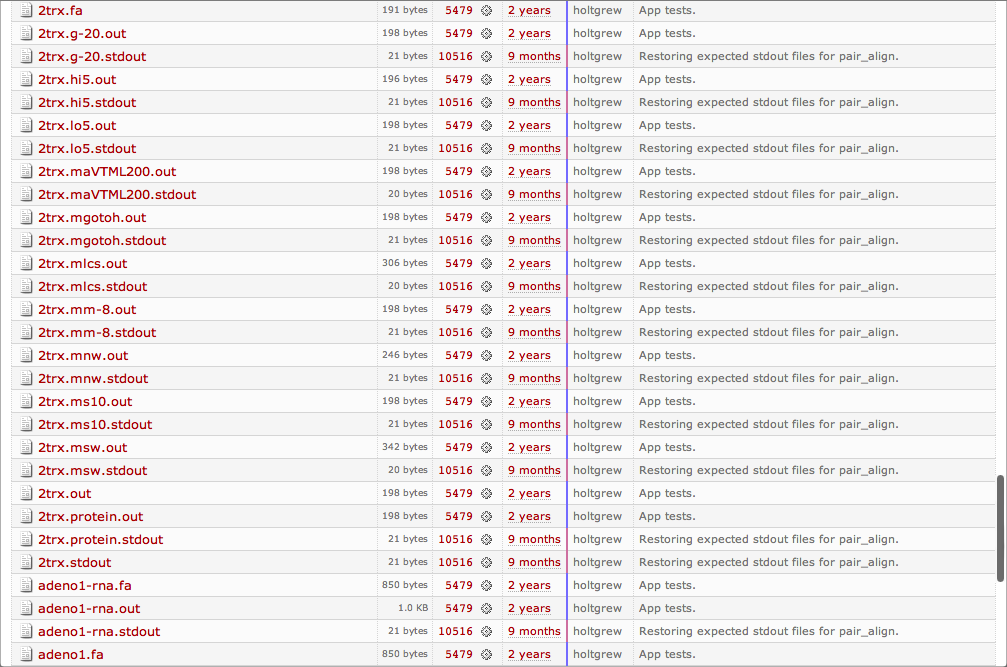 2trx.fa 191 bytes 5479 2 years holtgrew App tests.
2trx.g-20.out 198 bytes 5479 2 years holtgrew App tests.
2trx.g-20.stdout 21 bytes 10516 9 months holtgrew Restoring expected stdout files for pair_align.
2trx.hi5.out 196 bytes 5479 2 years holtgrew App tests.
2trx.hi5.stdout 21 bytes 10516 9 months holtgrew Restoring expected stdout files for pair_align.
2trx.lo5.out 198 bytes 5479 2 years holtgrew App tests.
2trx.lo5.stdout 21 bytes 10516 9 months holtgrew Restoring expected stdout files for pair_align.
2trx.maVTML200.out 198 bytes 5479 2 years holtgrew App tests.
2trx.maVTML200.stdout 20 bytes 10516 9 months holtgrew Restoring expected stdout files for pair_align.
2trx.mgotoh.out 198 bytes 5479 2 years holtgrew App tests.
2trx.mgotoh.stdout 21 bytes 10516 9 months holtgrew Restoring expected stdout files for pair_align.
2trx.mlcs.out 306 bytes 5479 2 years holtgrew App tests.
2trx.mlcs.stdout 20 bytes 10516 9 months holtgrew Restoring expected stdout files for pair_align.
2trx.mm-8.out 198 bytes 5479 2 years holtgrew App tests.
2trx.mm-8.stdout 21 bytes 10516 9 months holtgrew Restoring expected stdout files for pair_align.
2trx.mnw.out 246 bytes 5479 2 years holtgrew App tests.
2trx.mnw.stdout 21 bytes 10516 9 months holtgrew Restoring expected stdout files for pair_align.
2trx.ms10.out 198 bytes 5479 2 years holtgrew App tests.
2trx.ms10.stdout 21 bytes 10516 9 months holtgrew Restoring expected stdout files for pair_align.
2trx.msw.out 342 bytes 5479 2 years holtgrew App tests.
2trx.msw.stdout 20 bytes 10516 9 months holtgrew Restoring expected stdout files for pair_align.
2trx.out 198 bytes 5479 2 years holtgrew App tests.
2trx.protein.out 198 bytes 5479 2 years holtgrew App tests.
2trx.protein.stdout 21 bytes 10516 9 months holtgrew Restoring expected stdout files for pair_align.
2trx.stdout 21 bytes 10516 9 months holtgrew Restoring expected stdout files for pair_align.
adeno1-rna.fa 850 bytes 5479 2 years holtgrew App tests.
adeno1-rna.out 1.0 KB 5479 2 years holtgrew App tests.
adeno1-rna.stdout 21 bytes 10516 9 months holtgrew Restoring expected stdout files for pair_align.
adeno1.fa 850 bytes 5479 2 years holtgrew App tests.